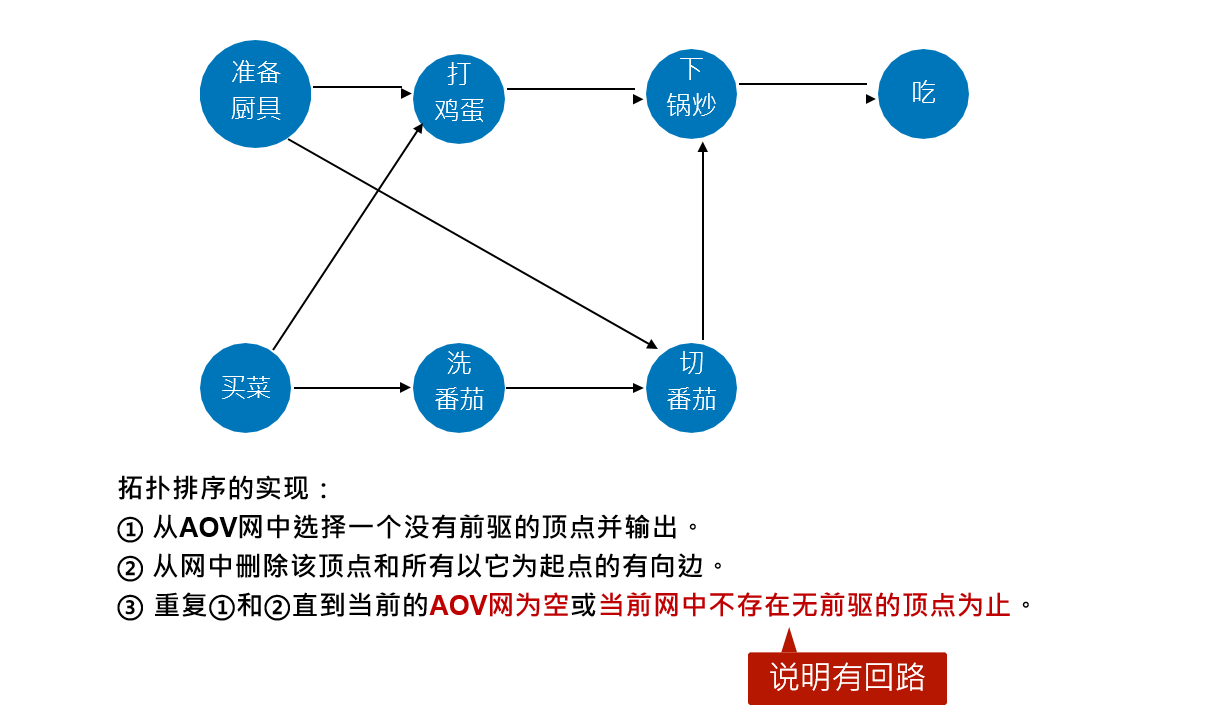 准备
厨具
打
鸡蛋
下
锅炒
吃
买菜
洗
番茄
切
番茄
拓扑排序的实现：
① 从AOV网中选择一个没有前驱的顶点并输出。
② 从网中删除该顶点和所有以它为起点的有向边。
③ 重复①和②直到当前的AOV网为空或当前网中不存在无前驱的顶点为止。
说明有回路